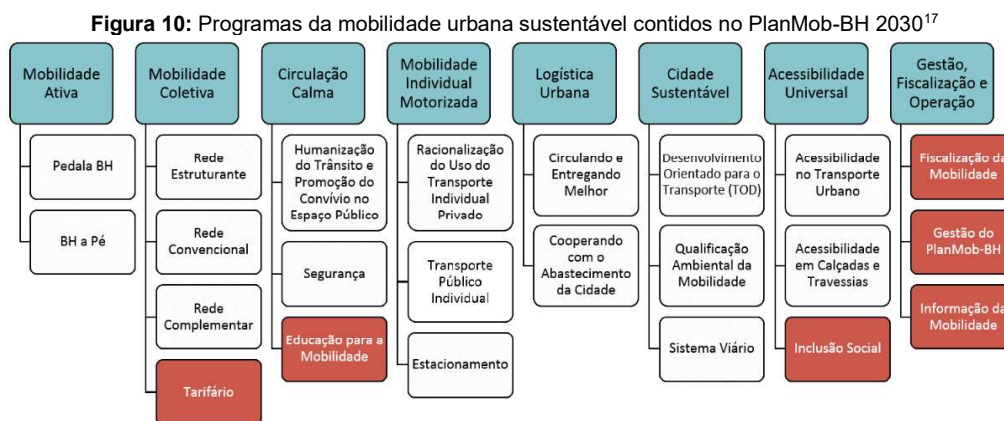 Figura 10: Programas da mobilidade urbana sustentável contidos no PlanMob-BH 2030¹⁷
Mobilidade
Ativa
Pedala BH
BH a Pé
Mobilidade
Coletiva
Rede
Estruturante
Rede
Convencional
Rede
Complementar
Tarifário
Circulação
Calma
Humanização
do Trânsito e
Promoção do
Convívio no
Espaço Público
Segurança
Educação para a
Mobilidade
Mobilidade
Individual
Motorizada
Racionalização
do Uso do
Transporte
Individual
Privado
Transporte
Público
Individual
Estacionamento
Logística
Urbana
Circulando e
Entregando
Melhor
Cooperando
com o
Abastecimento
da Cidade
Cidade
Sustentável
Desenvolvimento
Orientado para o
Transporte (TOD)
Qualificação
Ambiental da
Mobilidade
Sistema Viário
Acessibilidade
Universal
Acessibilidade
no Transporte
Urbano
Acessibilidade
em Calçadas e
Travessias
Inclusão Social
Gestão,
Fiscalização e
Operação
Fiscalização da
Mobilidade
Gestão do
PlanMob-BH
Informação da
Mobilidade